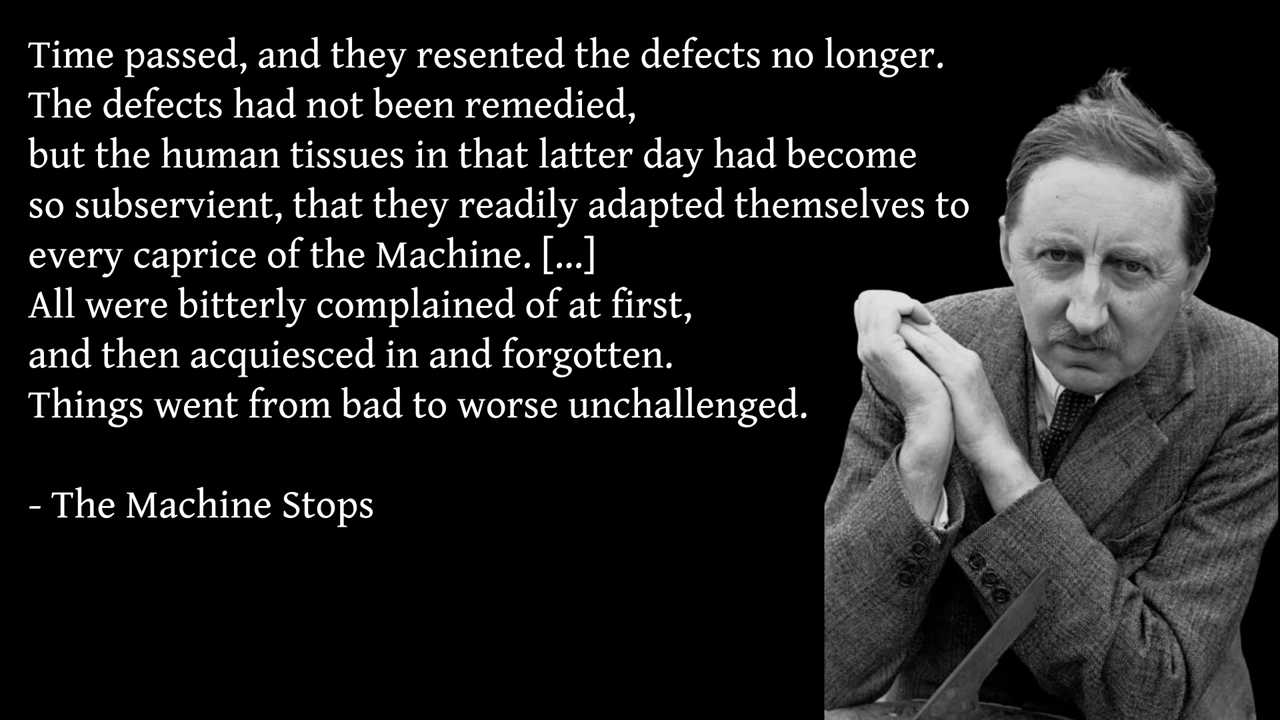 Time passed, and they resented the defects no longer.
The defects had not been remedied,
but the human tissues in that latter day had become
so subservient, that they readily adapted themselves to
every caprice of the Machine. [...]
All were bitterly complained of at first,
and then acquiesced in and forgotten.
Things went from bad to worse unchallenged.
- The Machine Stops